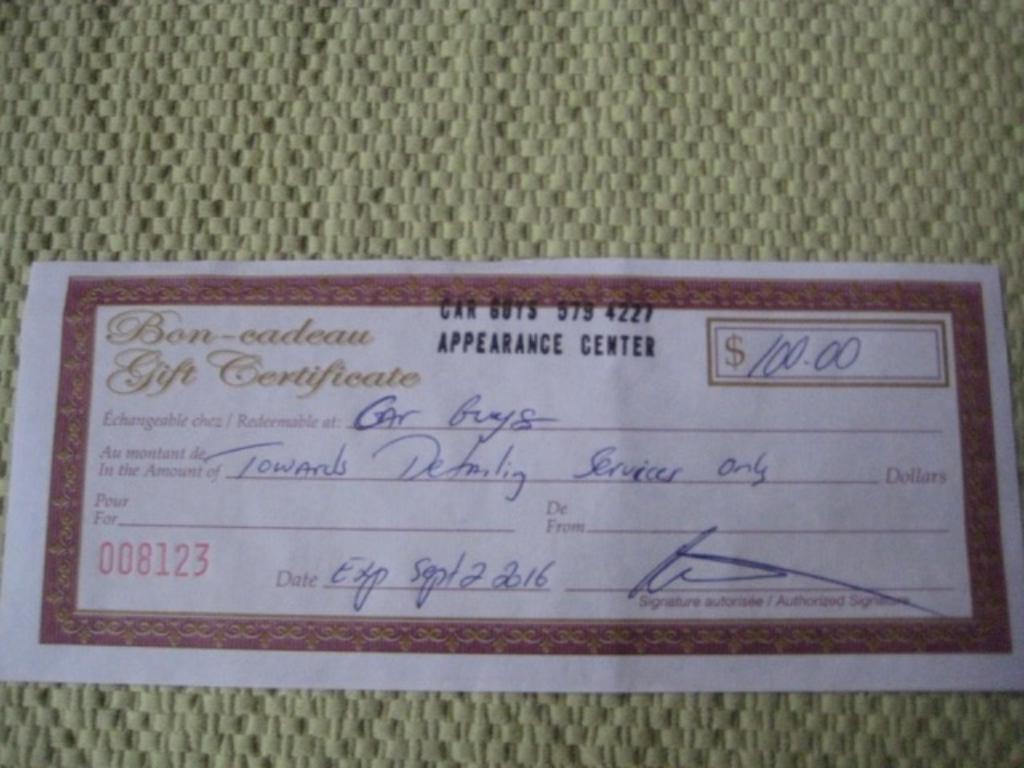 CAR GUYS 579 4227
APPEARANCE CENTER
Bon-cadeau
Gift Certificate
$ 100.00
Échangeable chez / Redeemable at: Car Guys
Au montant de
In the Amount of Towards Detailing Services only Dollars
Pour
For
De
From
008123
Date Exp Sept 2 2016
Signature autorisée / Authorized Signature